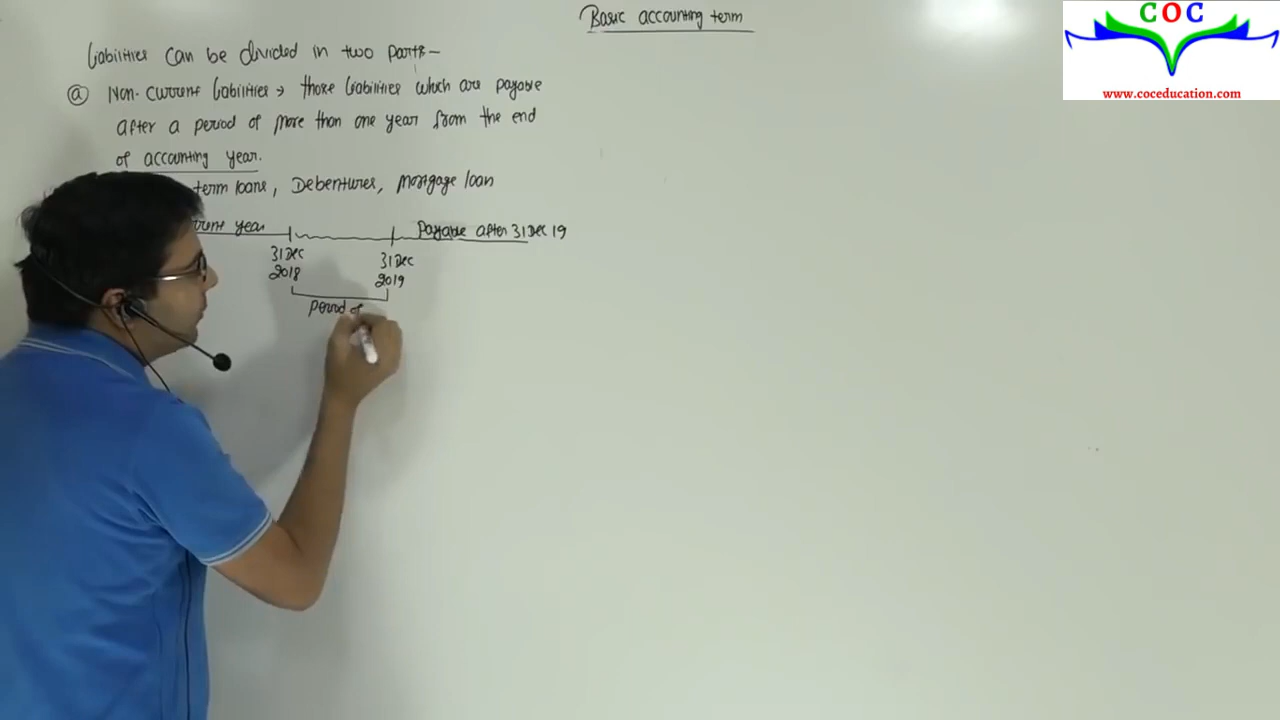 Basic accounting term
COC
www.coceducation.com
Liabilities can be divided in two parts-
(a) Non-current liabilities → those liabilities which are payable
after a period of more than one year from the end
of accounting year.
term loans, Debentures, Mortgage loan
year Payable after 31 Dec 19
31 Dec 2018
31 Dec 2019
Period of